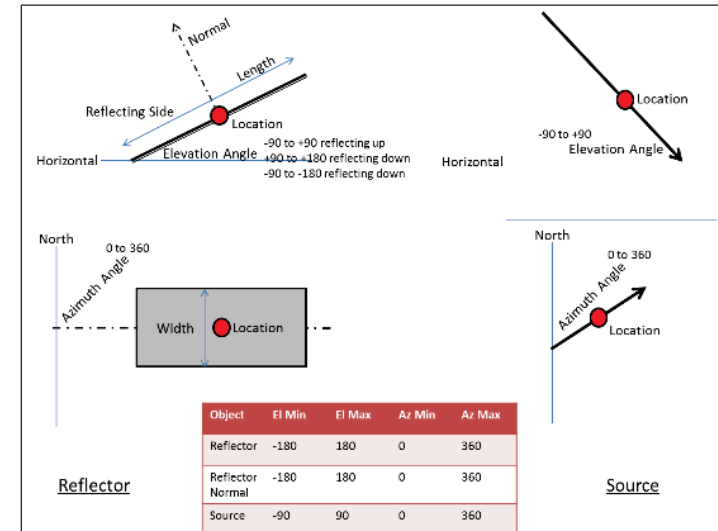 Normal
Length
Reflecting Side
Location
Elevation Angle
-90 to +90 reflecting up
+90 to +180 reflecting down
-90 to -180 reflecting down
Horizontal
Location
-90 to +90
Elevation Angle
Horizontal
North
0 to 360
Azimuth Angle
Width
Location
North
0 to 360
Azimuth Angle
Location
Object El Min El Max Az Min Az Max
Reflector -180 180 0 360
Reflector Normal -180 180 0 360
Source -90 90 0 360
Reflector
Source